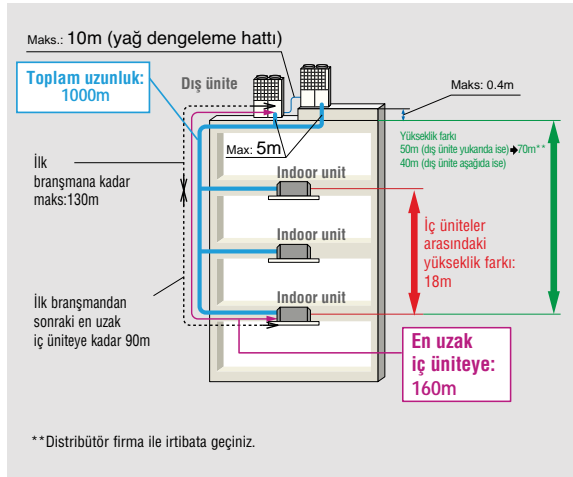 Maks.: 10m (yağ dengeleme hattı)
Toplam uzunluk:
1000m
Dış ünite
Maks: 0.4m
Max: 5m
Yükseklik farkı
50m (dış ünite yukarıda ise) 70m**
40m (dış ünite aşağıda ise)
İlk
branşmana kadar
maks:130m
Indoor unit
Indoor unit
Indoor unit
İç üniteler
arasındaki
yükseklik farkı:
18m
İlk branşmandan
sonraki en uzak
iç üniteye kadar 90m
En uzak
iç üniteye:
160m
**Distribütör firma ile irtibata geçiniz.